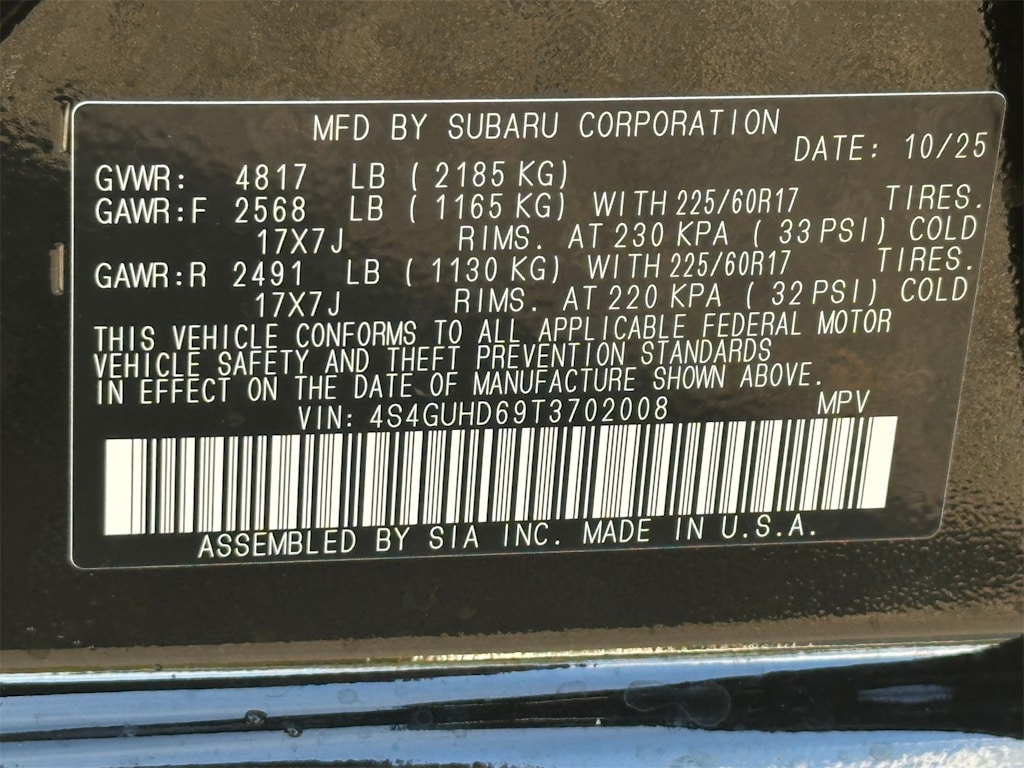 MFD BY SUBARU CORPORATION
DATE: 10/25
GVWR: 4817 LB ( 2185 KG)
GAWR:F 2568 LB ( 1165 KG) WITH 225/60R17 TIRES.
17X7J RIMS. AT 230 KPA ( 33 PSI) COLD
GAWR:R 2491 LB ( 1130 KG) WITH 225/60R17 TIRES.
17X7J RIMS. AT 220 KPA ( 32 PSI) COLD
THIS VEHICLE CONFORMS TO ALL APPLICABLE FEDERAL MOTOR
VEHICLE SAFETY AND THEFT PREVENTION STANDARDS
IN EFFECT ON THE DATE OF MANUFACTURE SHOWN ABOVE.
VIN: 4S4GUHD69T3702008 MPV
ASSEMBLED BY SIA INC. MADE IN U.S.A.